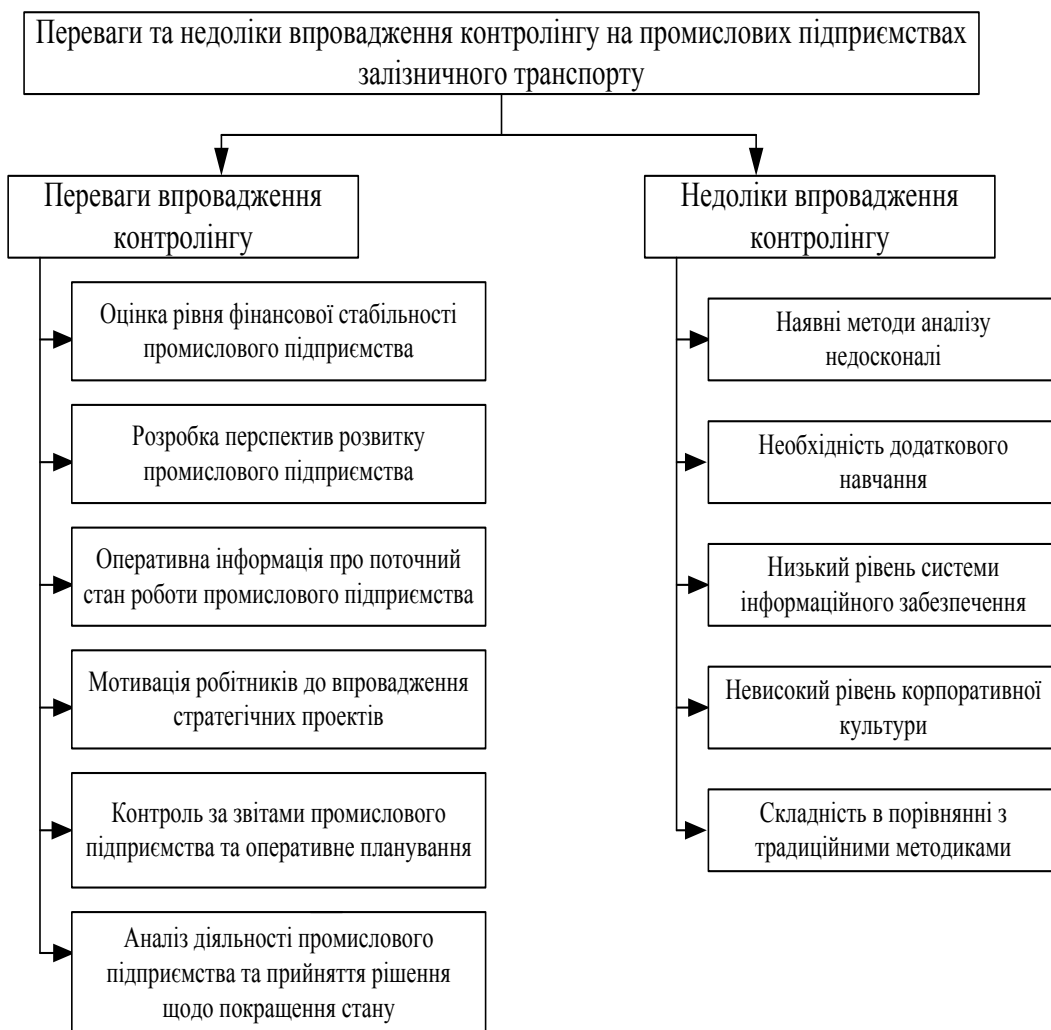 Переваги та недоліки впровадження контролінгу на промислових підприємствах
залізничного транспорту
Переваги впровадження
контролінгу
Оцінка рівня фінансової стабільності
промислового підприємства
Розробка перспектив розвитку
промислового підприємства
Оперативна інформація про поточний
стан роботи промислового підприємства
Мотивація робітників до впровадження
стратегічних проектів
Контроль за звітами промислового
підприємства та оперативне планування
Аналіз діяльності промислового
підприємства та прийняття рішення
щодо покращення стану
Недоліки впровадження
контролінгу
Наявні методи аналізу
недосконалі
Необхідність додаткового
навчання
Низький рівень системи
інформаційного забезпечення
Невисокий рівень корпоративної
культури
Складність в порівнянні з
традиційними методиками